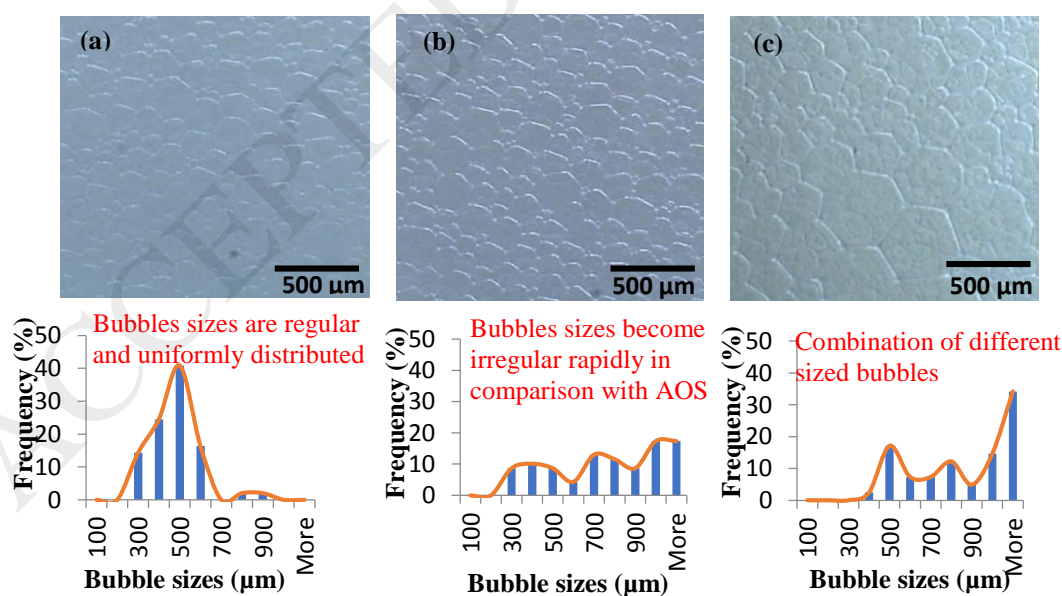 (a)
(b)
(c)
500 µm
500 µm
500 µm
Bubbles sizes are regular
and uniformly distributed
Frequency (%)
50
40
30
20
10
0
100
300
500
700
900
More
Bubble sizes (µm)
Bubbles sizes become
irregular rapidly in
comparison with AOS
Frequency (%)
50
40
30
20
10
0
100
300
500
700
900
More
Bubble sizes (µm)
Combination of different
sized bubbles
Frequency (%)
50
40
30
20
10
0
100
300
500
700
900
More
Bubble sizes (µm)
ACCEPTE